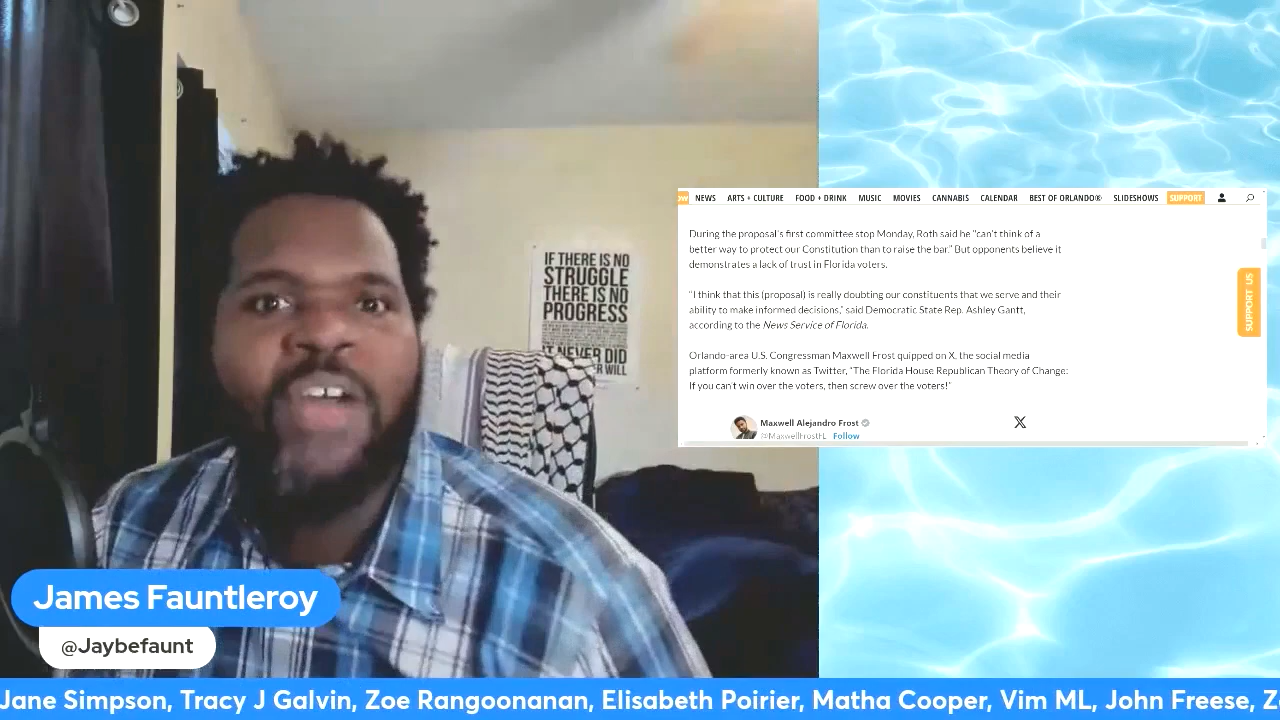 IF THERE IS NO
STRUGGLE
THERE IS NO
PROGRESS
IT NEVER DID
ER WILL
NEWS ARTS + CULTURE FOOD + DRINK MUSIC MOVIES CANNABIS CALENDAR BEST OF ORLANDO® SLIDESHOWS SUPPORT
During the proposal's first committee stop Monday, Roth said he "can't think of a
better way to protect our Constitution than to raise the bar." But opponents believe it
demonstrates a lack of trust in Florida voters.
"I think that this (proposal) is really doubting our constituents that we serve and their
ability to make informed decisions," said Democratic State Rep. Ashley Gantt,
according to the News Service of Florida.
Orlando-area U.S. Congressman Maxwell Frost quipped on X, the social media
platform formerly known as Twitter, "The Florida House Republican Theory of Change:
If you can't win over the voters, then screw over the voters!"
Maxwell Alejandro Frost
@MaxwellFrostFL Follow
SUPPORT US
James Fauntleroy
@Jaybefaunt
Jane Simpson, Tracy J Galvin, Zoe Rangoonanan, Elisabeth Poirier, Matha Cooper, Vim ML, John Freese, Z